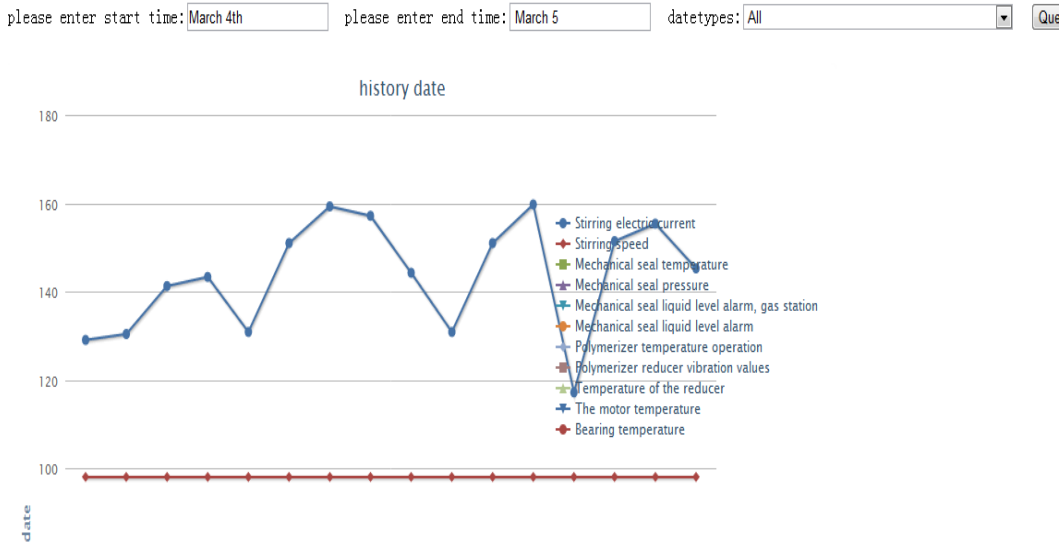 please enter start time: March 4th please enter end time: March 5 datetypes: All Que
history date
180
160
140
120
100
Stirring electric current
Stirring speed
Mechanical seal temperature
Mechanical seal pressure
Mechanical seal liquid level alarm, gas station
Mechanical seal liquid level alarm
Polymerizer temperature operation
Polymerizer reducer vibration values
Temperature of the reducer
The motor temperature
Bearing temperature
date